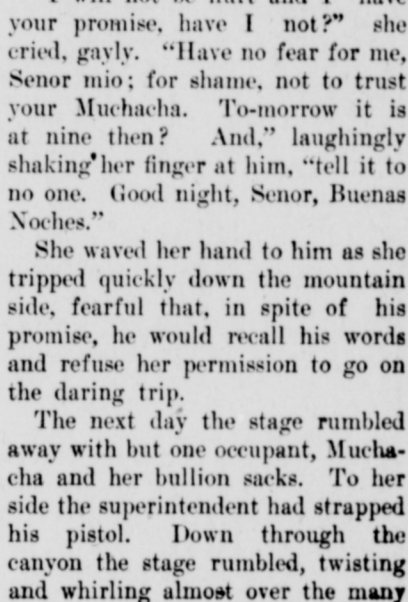 I will not be hurt and I have
your promise, have I not?" she
cried, gayly. "Have no fear for me,
Senor mio; for shame, not to trust
your Muchacha. To-morrow it is
at nine then? And," laughingly
shaking her finger at him, "tell it to
no one. Good night, Senor, Buenas
Noches."
She waved her hand to him as she
tripped quickly down the mountain
side, fearful that, in spite of his
promise, he would recall his words
and refuse her permission to go on
the daring trip.
The next day the stage rumbled
away with but one occupant, Mucha-
cha and her bullion sacks. To her
side the superintendent had strapped
his pistol. Down through the
canyon the stage rumbled, twisting
and whirling almost over the many